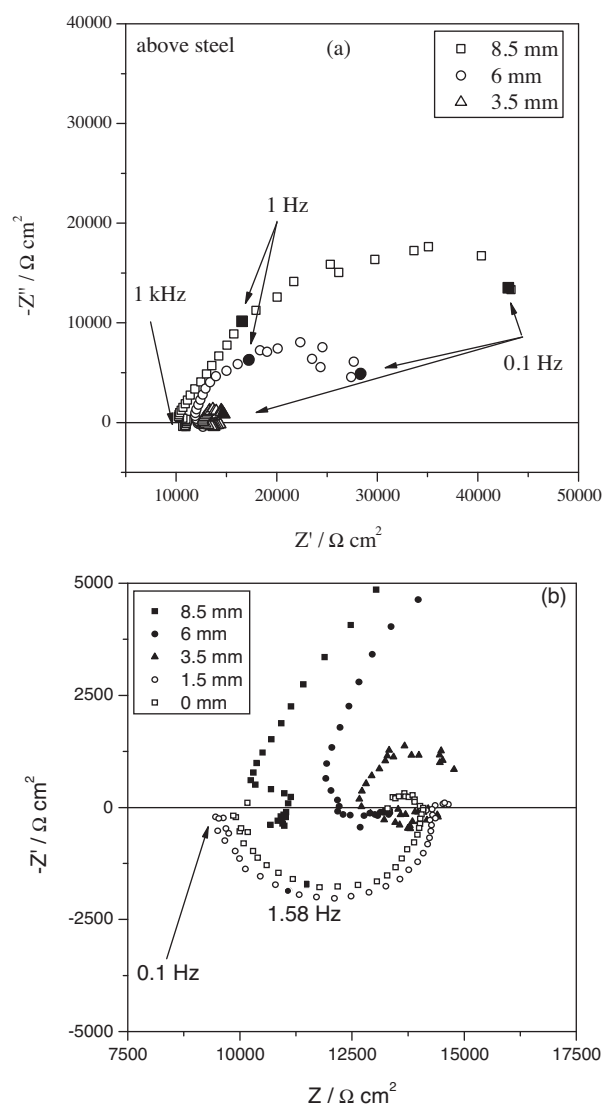 40000
above steel
(a)
8.5 mm
6 mm
3.5 mm
30000
1 Hz
20000
-Z'' / Ω cm²
1 kHz
10000
0.1 Hz
0
10000 20000 30000 40000 50000
Z' / Ω cm²
5000
(b)
8.5 mm
6 mm
3.5 mm
1.5 mm
0 mm
2500
0
-Z' / Ω cm²
-2500
1.58 Hz
0.1 Hz
-5000
7500 10000 12500 15000 17500
Z / Ω cm²